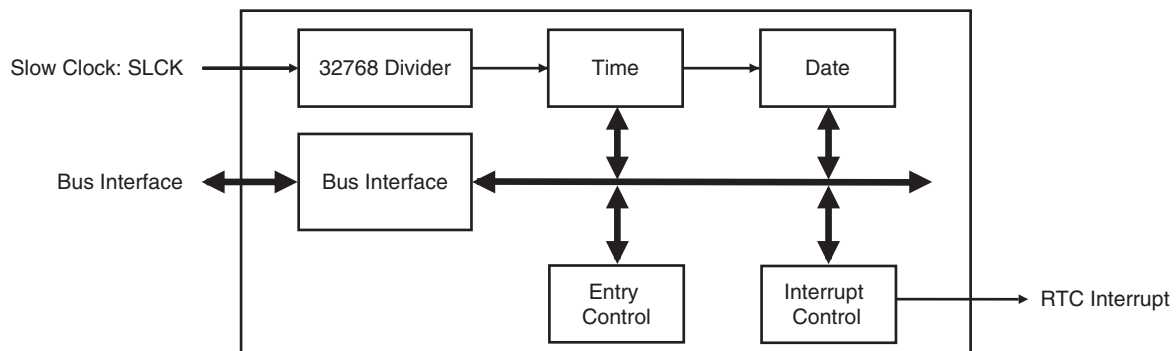 Slow Clock: SLCK
32768 Divider
Time
Date
Bus Interface
Bus Interface
Entry
Control
Interrupt
Control
RTC Interrupt